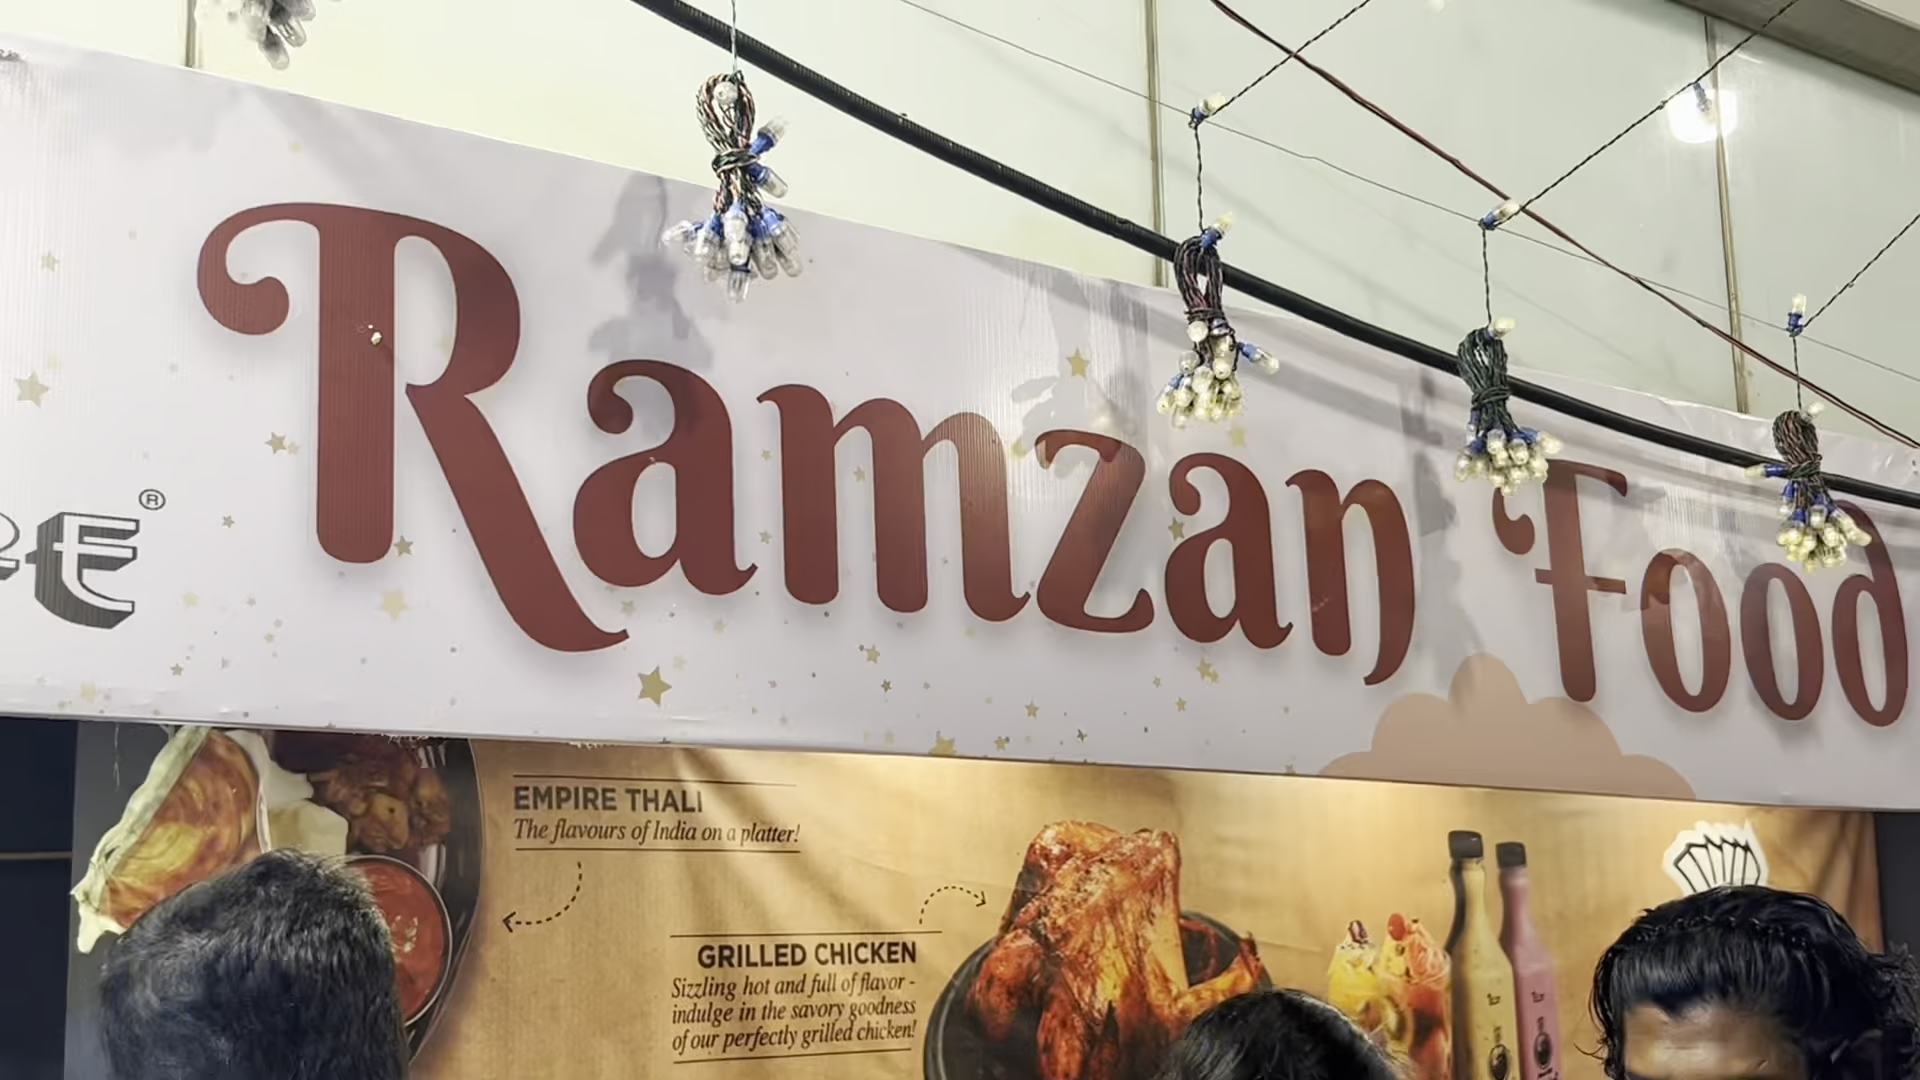 Ramzan Food
®
EMPIRE THALI
The flavours of India on a platter!
GRILLED CHICKEN
Sizzling hot and full of flavor -
indulge in the savory goodness
of our perfectly grilled chicken!